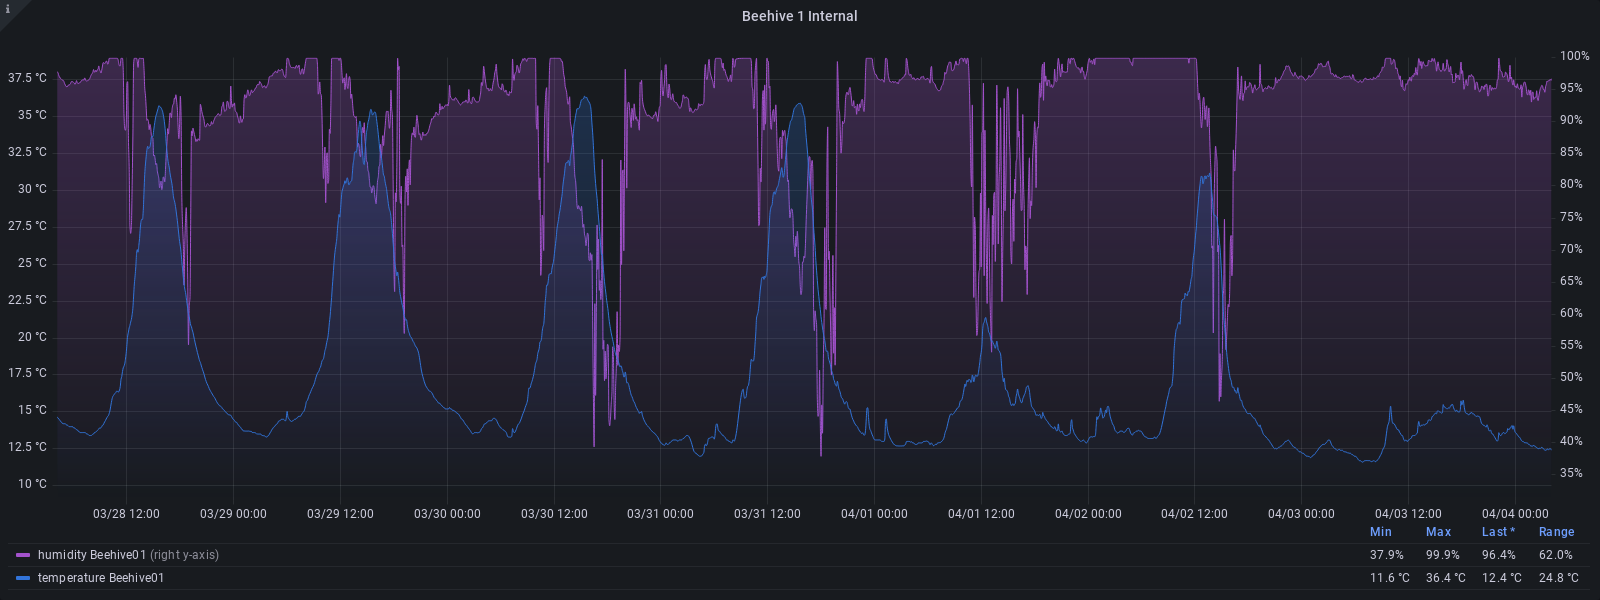 i
Beehive 1 Internal
37.5 °C
35 °C
32.5 °C
30 °C
27.5 °C
25 °C
22.5 °C
20 °C
17.5 °C
15 °C
12.5 °C
10 °C
100%
95%
90%
85%
80%
75%
70%
65%
60%
55%
50%
45%
40%
35%
03/28 12:00 03/29 00:00 03/29 12:00 03/30 00:00 03/30 12:00 03/31 00:00 03/31 12:00 04/01 00:00 04/01 12:00 04/02 00:00 04/02 12:00 04/03 00:00 04/03 12:00 04/04 00:00
Min Max Last * Range
humidity Beehive01 (right y-axis) 37.9% 99.9% 96.4% 62.0%
temperature Beehive01 11.6 °C 36.4 °C 12.4 °C 24.8 °C